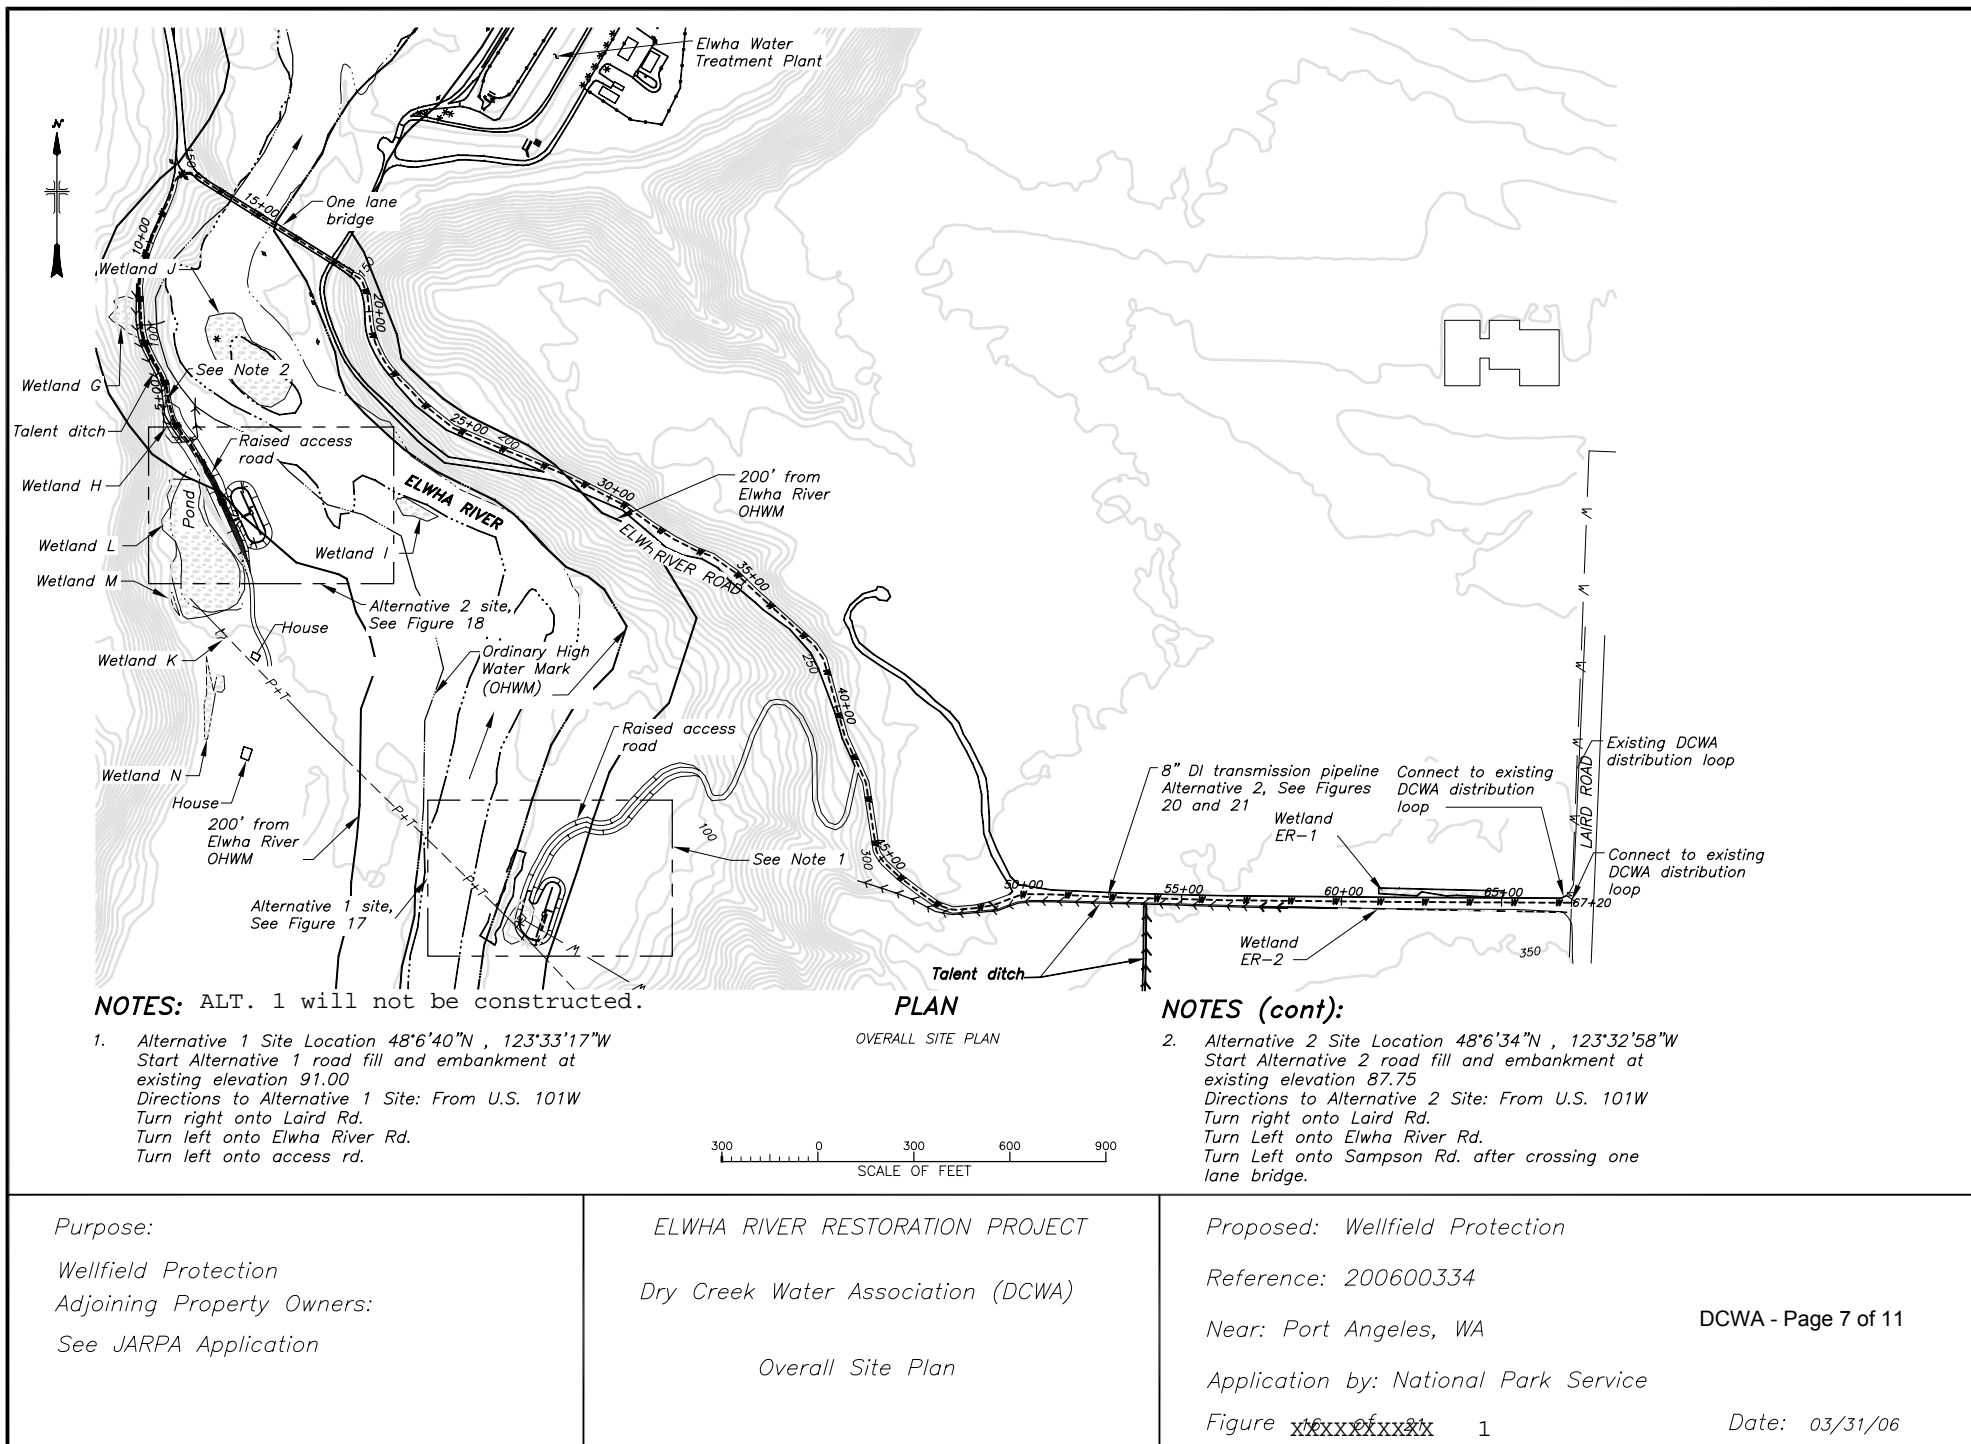 Elwha Water
Treatment Plant
N
150
15+00
One lane
bridge
10+00
Wetland J
150
20+00
100
See Note 2
Wetland G
5+00
Talent ditch
Raised access
road
25+00
200
Wetland H
Pond
ELWHA RIVER
30+00
200' from
Elwha River
OHWM
ELWh RIVER ROAD
Wetland L
Wetland I
35+00
Wetland M
Alternative 2 site,
See Figure 18
House
Wetland K
P+T
Ordinary High
Water Mark
(OHWM)
250
40+00
W
W
W
W
W
Raised access
road
Wetland N
House
200' from
Elwha River
OHWM
P+T
100
See Note 1
P+T
300
45+00
8" DI transmission pipeline
Alternative 2, See Figures
20 and 21
Connect to existing
DCWA distribution
loop
Existing DCWA
distribution loop
LAIRD ROAD
Wetland
ER-1
Connect to existing
DCWA distribution
loop
50+00
55+00
60+00
65+00
67+20
Alternative 1 site,
See Figure 17
Wetland
ER-2
350
Talent ditch
NOTES: ALT. 1 will not be constructed.
1. Alternative 1 Site Location 48°6'40"N , 123°33'17"W
Start Alternative 1 road fill and embankment at
existing elevation 91.00
Directions to Alternative 1 Site: From U.S. 101W
Turn right onto Laird Rd.
Turn left onto Elwha River Rd.
Turn left onto access rd.
PLAN
OVERALL SITE PLAN
300 0 300 600 900
SCALE OF FEET
NOTES (cont):
2. Alternative 2 Site Location 48°6'34"N , 123°32'58"W
Start Alternative 2 road fill and embankment at
existing elevation 87.75
Directions to Alternative 2 Site: From U.S. 101W
Turn right onto Laird Rd.
Turn Left onto Elwha River Rd.
Turn Left onto Sampson Rd. after crossing one
lane bridge.
Purpose:
Wellfield Protection
Adjoining Property Owners:
See JARPA Application
ELWHA RIVER RESTORATION PROJECT
Dry Creek Water Association (DCWA)
Overall Site Plan
Proposed: Wellfield Protection
Reference: 200600334
Near: Port Angeles, WA
DCWA - Page 7 of 11
Application by: National Park Service
Figure 16 of 21 1
Date: 03/31/06